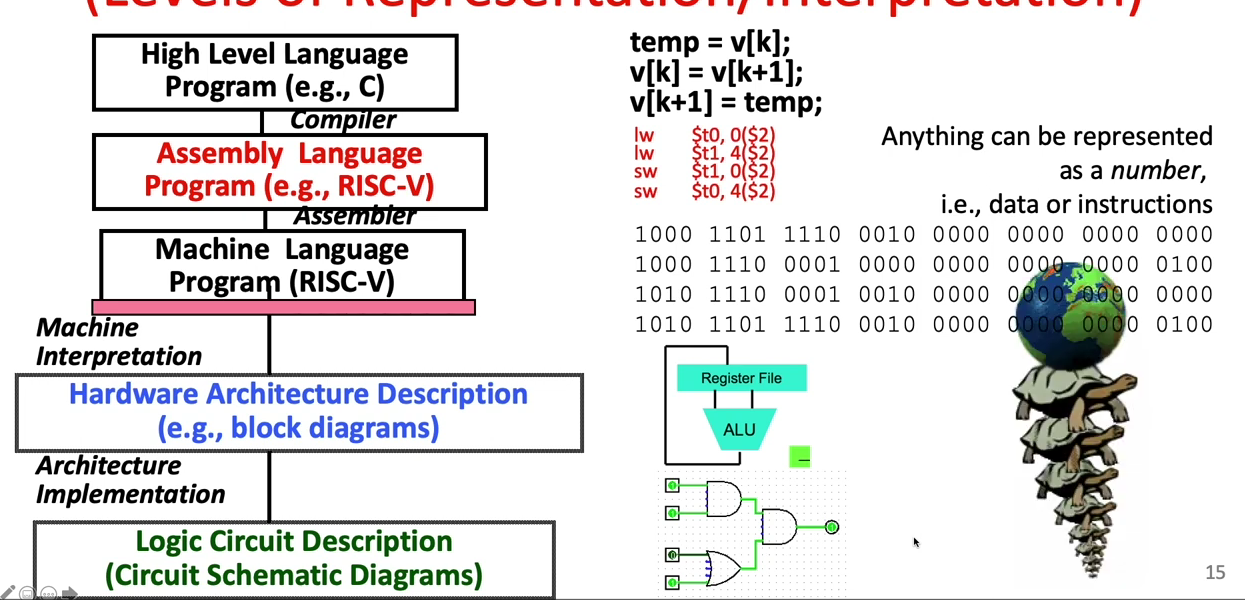 (Levels of Representation/Interpretation)
High Level Language
Program (e.g., C)
Compiler
Assembly Language
Program (e.g., RISC-V)
Assembler
Machine Language
Program (RISC-V)
Machine
Interpretation
Hardware Architecture Description
(e.g., block diagrams)
Architecture
Implementation
Logic Circuit Description
(Circuit Schematic Diagrams)
temp = v[k];
v[k] = v[k+1];
v[k+1] = temp;
lw $t0, 0($2)
lw $t1, 4($2)
sw $t1, 0($2)
sw $t0, 4($2)
Anything can be represented
as a number,
i.e., data or instructions
1000 1101 1110 0010 0000 0000 0000 0000
1000 1110 0001 0000 0000 0000 0000 0100
1010 1110 0001 0010 0000 0000 0000 0000
1010 1101 1110 0010 0000 0000 0000 0100
Register File
ALU
15